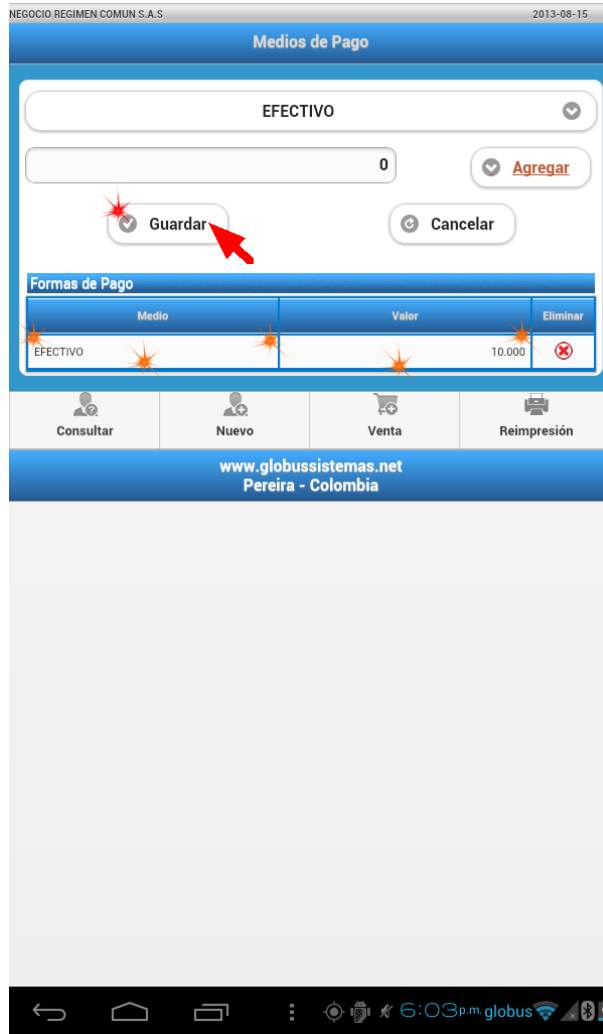 NEGOCIO REGIMEN COMUN S.A.S 2013-08-15
Medios de Pago
EFECTIVO
0 Agregar
Guardar Cancelar
Formas de Pago
Medio Valor Eliminar
EFECTIVO 10.000
Consultar Nuevo Venta Reimpresión
www.globussistemas.net
Pereira - Colombia
6:03 p.m. globus